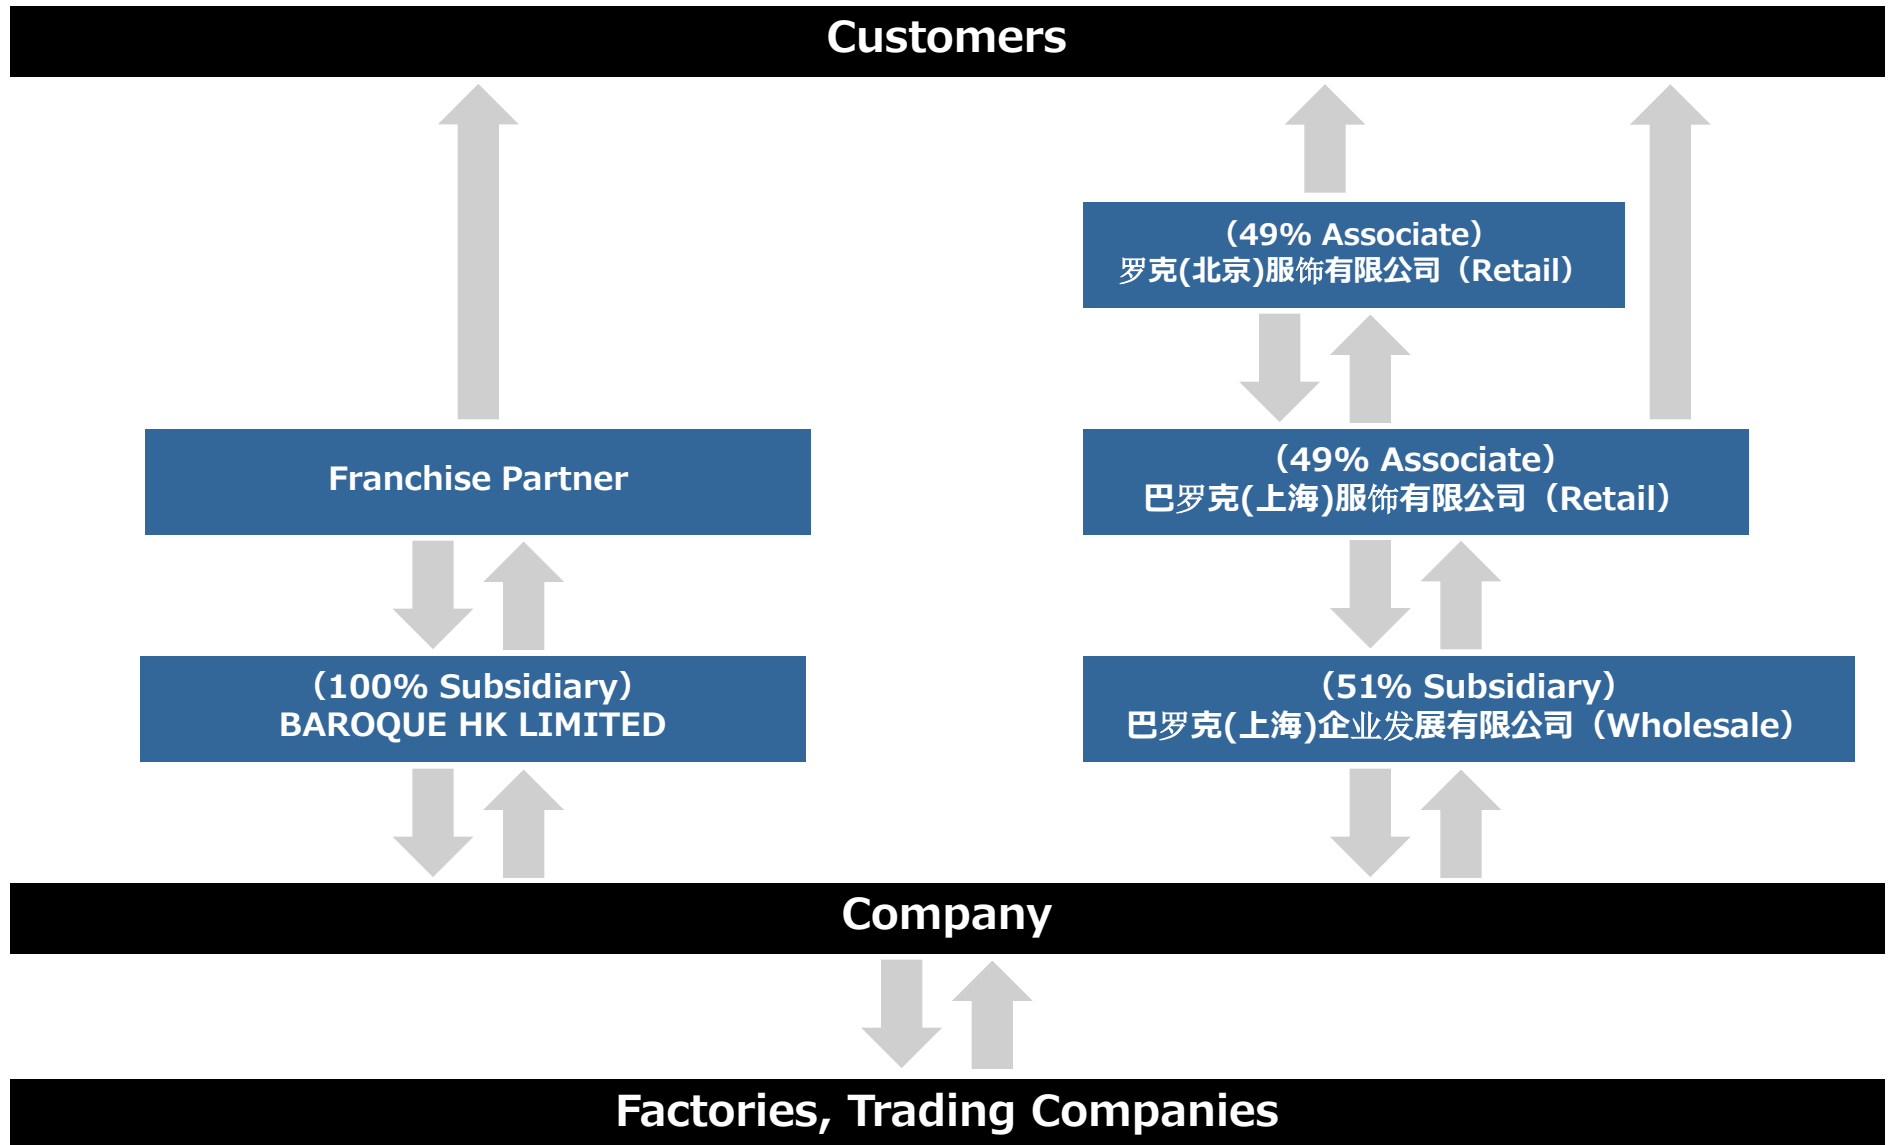 Customers
（49% Associate）
罗克(北京)服饰有限公司（Retail）
Franchise Partner
（49% Associate）
巴罗克(上海)服饰有限公司（Retail）
（100% Subsidiary）
BAROQUE HK LIMITED
（51% Subsidiary）
巴罗克(上海)企业发展有限公司（Wholesale）
Company
Factories, Trading Companies